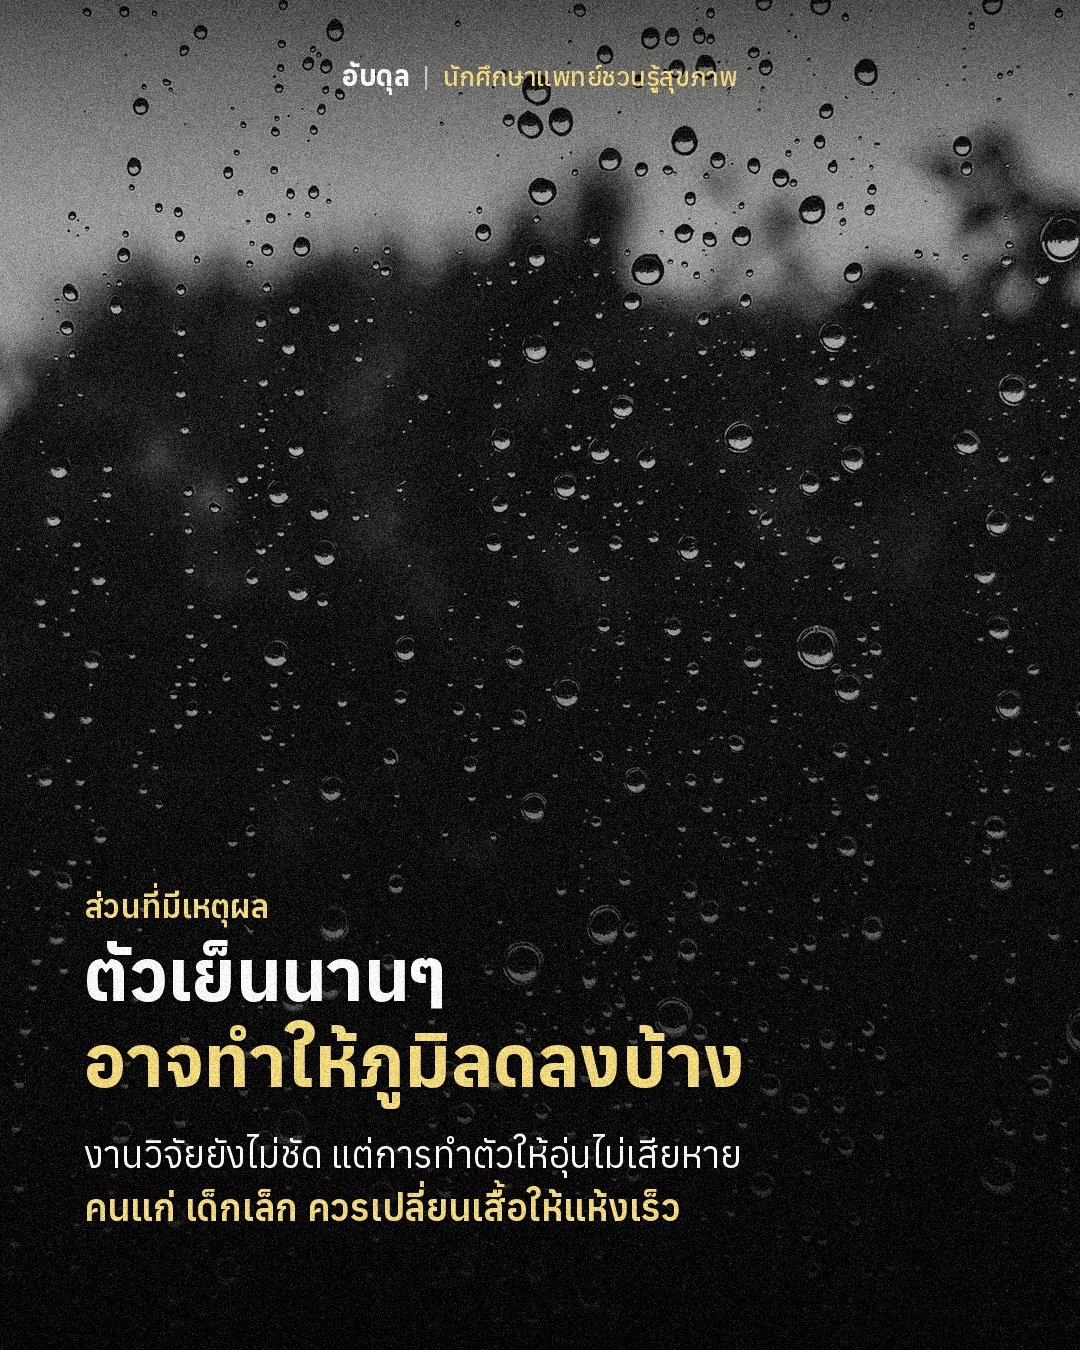 อับดุล | นักศึกษาแพทย์ชวนรู้สุขภาพ
ส่วนที่มีเหตุผล
ตัวเย็นนานๆ
อาจทำให้ภูมิลดลงบ้าง
งานวิจัยยังไม่ชัด แต่การทำตัวให้อุ่นไม่เสียหาย
คนแก่ เด็กเล็ก ควรเปลี่ยนเสื้อให้แห้งเร็ว